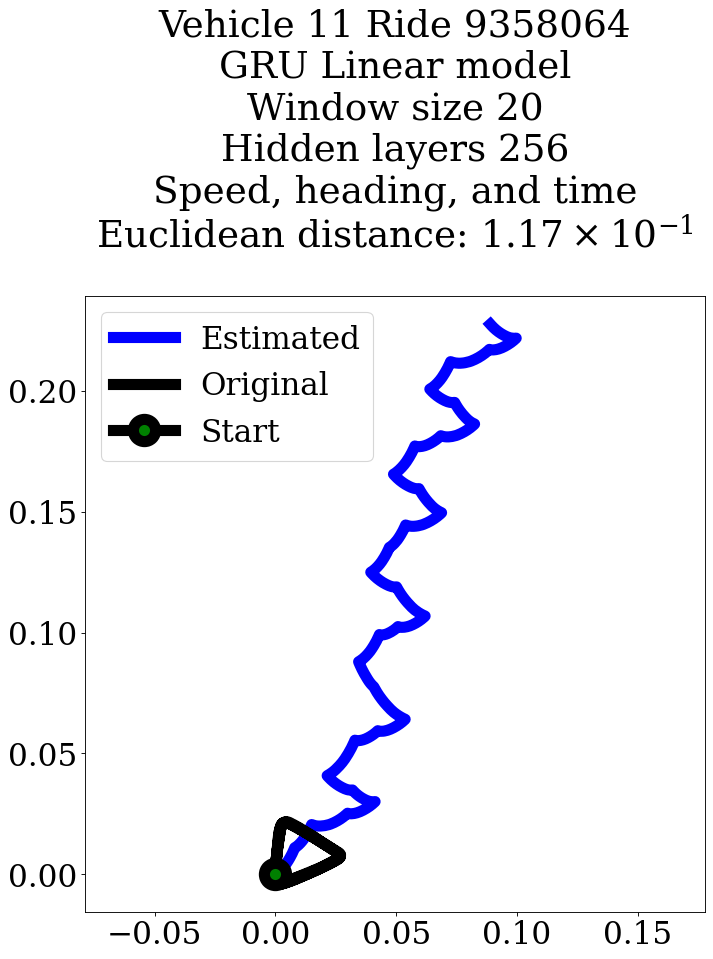 Vehicle 11 Ride 9358064
GRU Linear model
Window size 20
Hidden layers 256
Speed, heading, and time
Euclidean distance: 1.17 × 10⁻¹
Estimated
Original
Start
0.20
0.15
0.10
0.05
0.00
−0.05 0.00 0.05 0.10 0.15